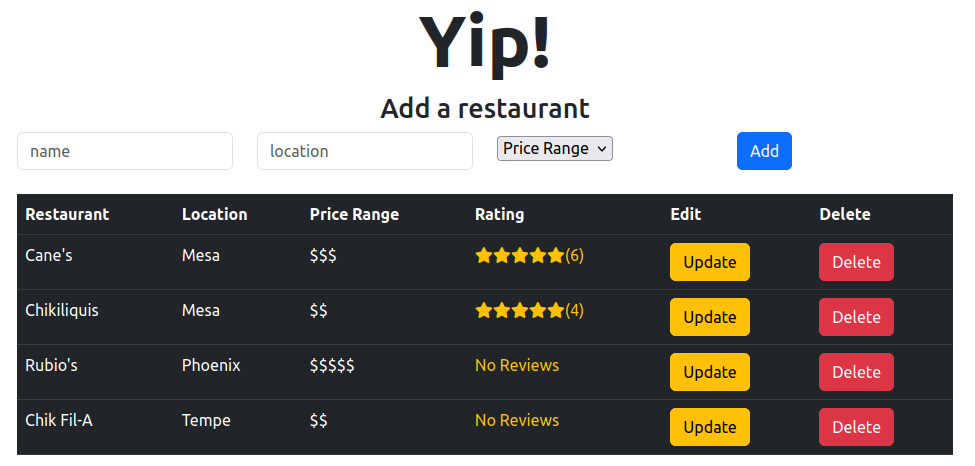 Yip!
Add a restaurant
name location Price Range Add
Restaurant Location Price Range Rating Edit Delete
Cane's Mesa $$$ (6) Update Delete
Chikiliquis Mesa $$ (4) Update Delete
Rubio's Phoenix $$$$$ No Reviews Update Delete
Chik Fil-A Tempe $$ No Reviews Update Delete